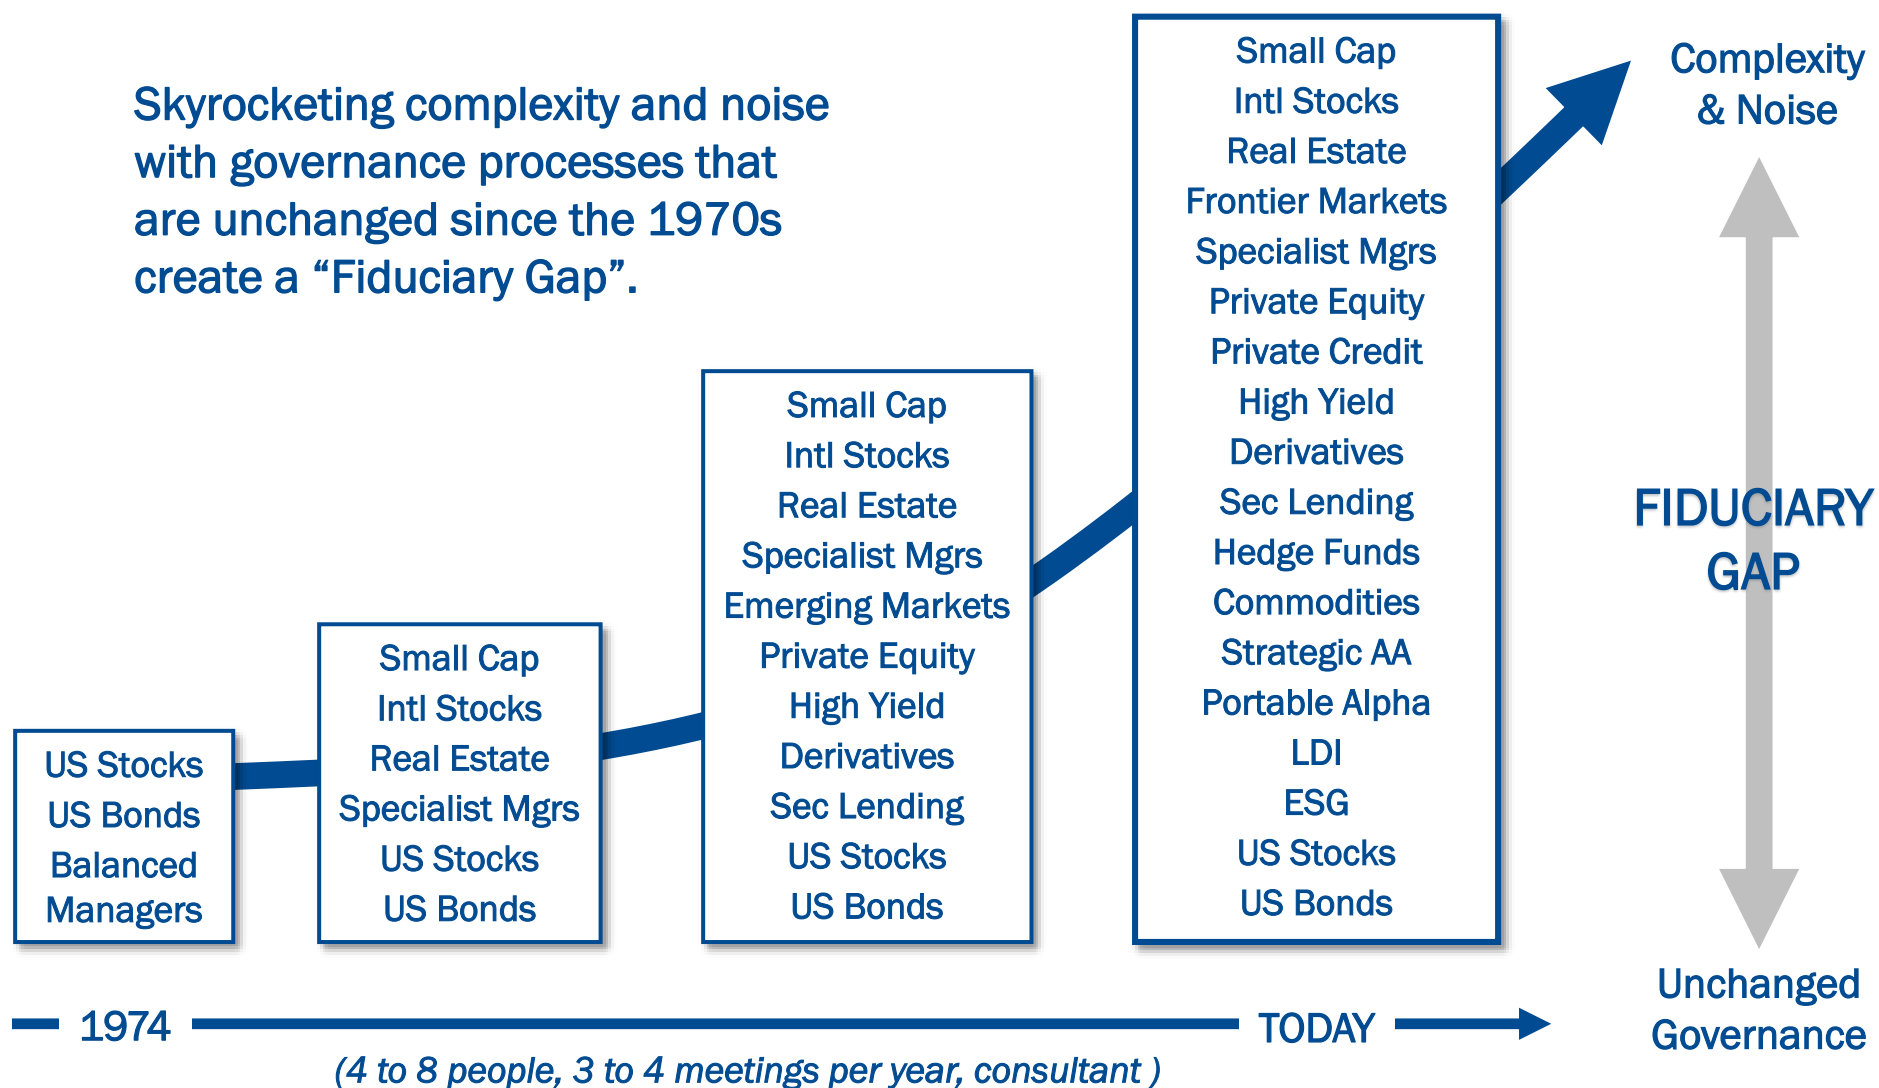 Skyrocketing complexity and noise
with governance processes that
are unchanged since the 1970s
create a “Fiduciary Gap”.
US Stocks
US Bonds
Balanced
Managers
Small Cap
Intl Stocks
Real Estate
Specialist Mgrs
US Stocks
US Bonds
Small Cap
Intl Stocks
Real Estate
Specialist Mgrs
Emerging Markets
Private Equity
High Yield
Derivatives
Sec Lending
US Stocks
US Bonds
Small Cap
Intl Stocks
Real Estate
Frontier Markets
Specialist Mgrs
Private Equity
Private Credit
High Yield
Derivatives
Sec Lending
Hedge Funds
Commodities
Strategic AA
Portable Alpha
LDI
ESG
US Stocks
US Bonds
Complexity
& Noise
FIDUCIARY
GAP
Unchanged
Governance
1974
TODAY
(4 to 8 people, 3 to 4 meetings per year, consultant )